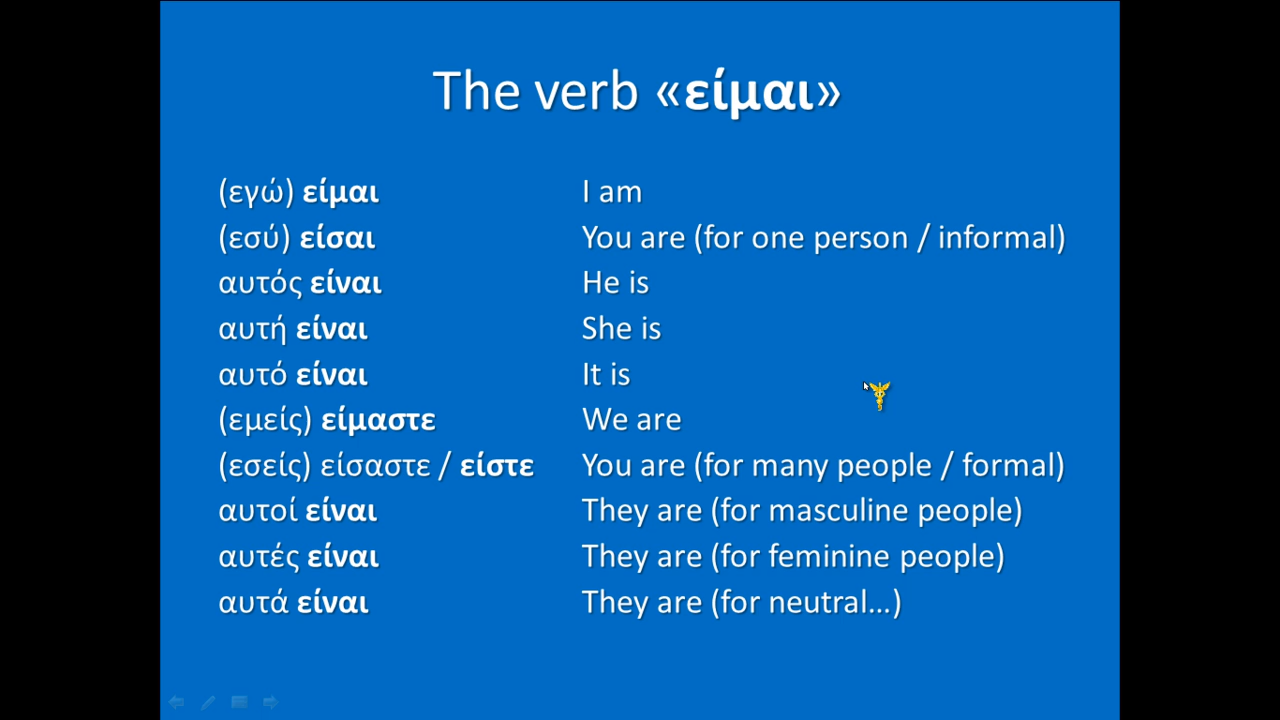 The verb «είμαι»
(εγώ) είμαι I am
(εσύ) είσαι You are (for one person / informal)
αυτός είναι He is
αυτή είναι She is
αυτό είναι It is
(εμείς) είμαστε We are
(εσείς) είσαστε / είστε You are (for many people / formal)
αυτοί είναι They are (for masculine people)
αυτές είναι They are (for feminine people)
αυτά είναι They are (for neutral...)